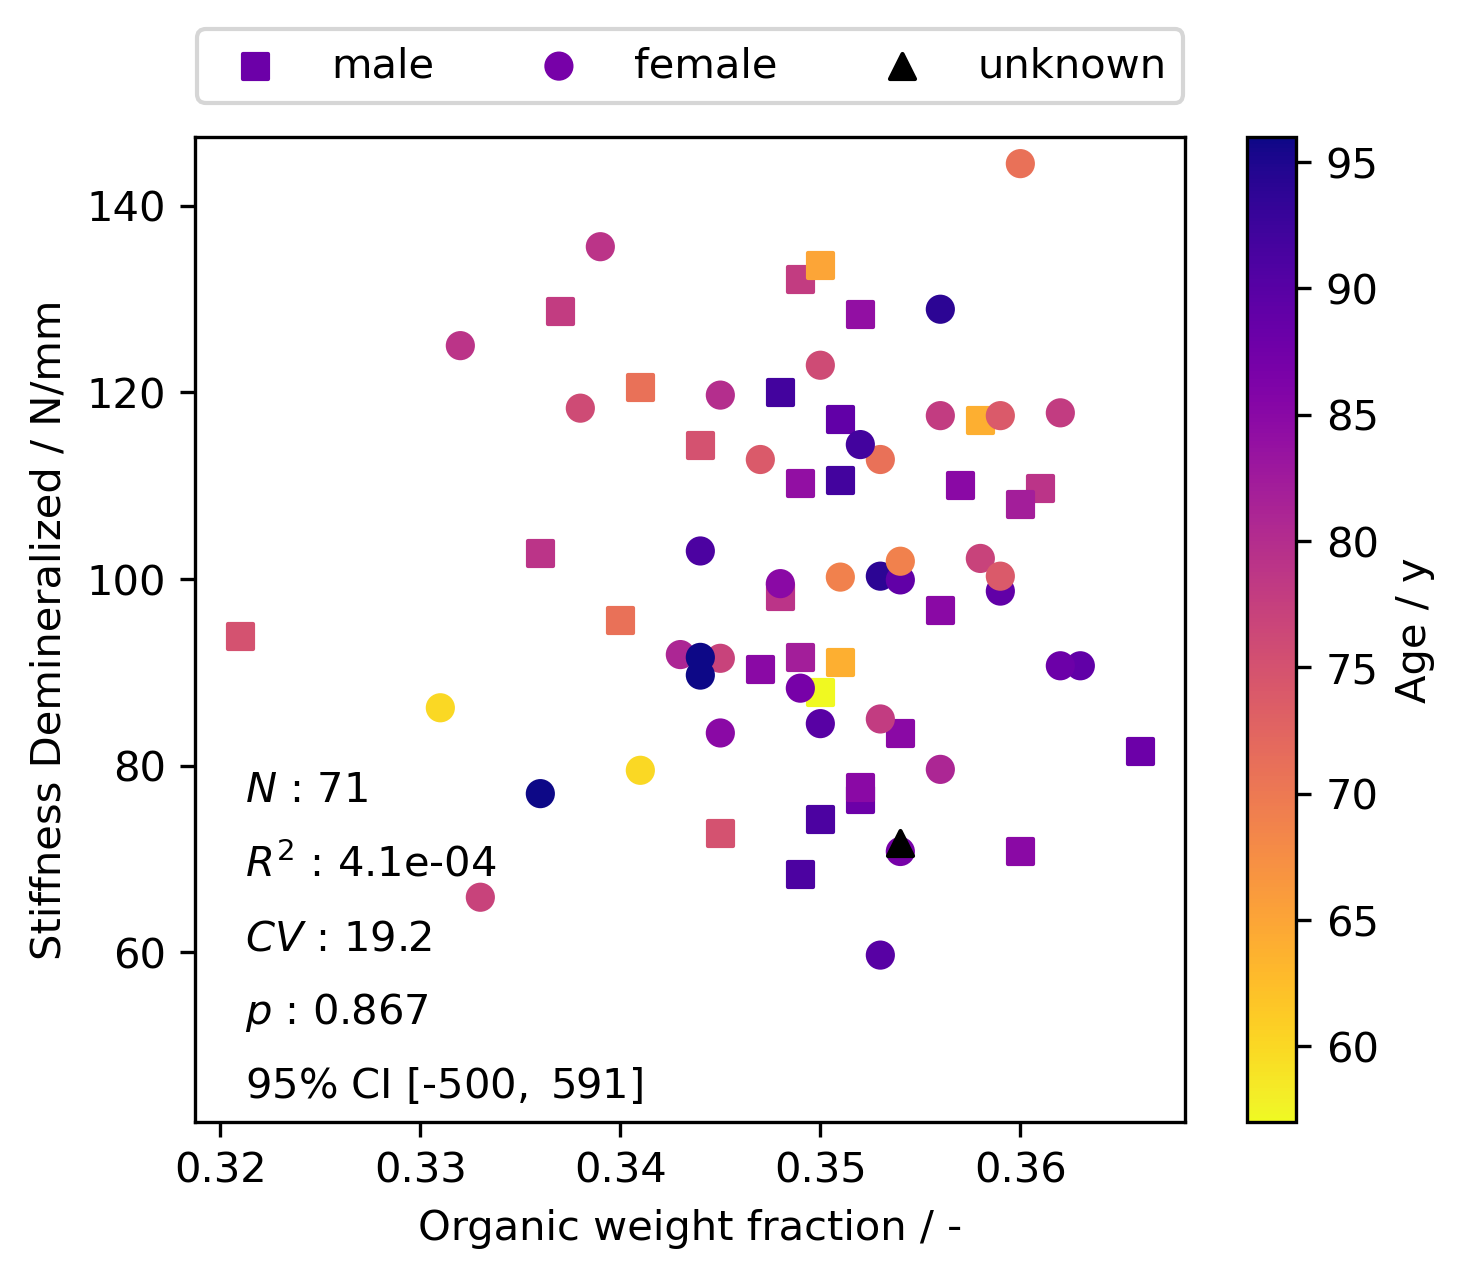 male female unknown
140
120
100
80
60
Stiffness Demineralized / N/mm
N : 71
R² : 4.1e-04
CV : 19.2
p : 0.867
95% CI [-500, 591]
0.32 0.33 0.34 0.35 0.36
Organic weight fraction / -
95
90
85
80
75
70
65
60
Age / y